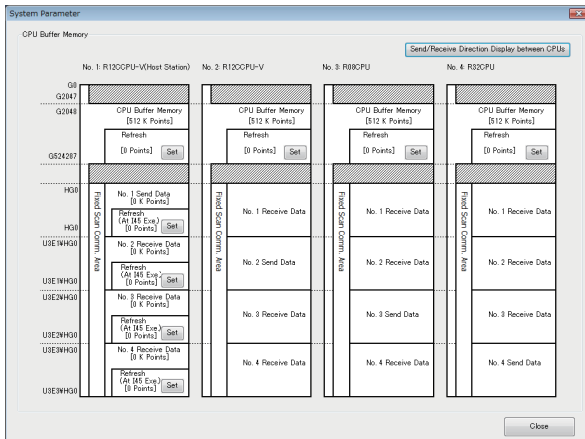 System Parameter
CPU Buffer Memory
Send/Receive Direction Display between CPUs
No. 1: R12CCPU-V(Host Station)
No. 2: R12CCPU-V
No. 3: R08CPU
No. 4: R32CPU
G0
G2047
G2048
G524287
HG0
HG0
U3E1¥HG0
U3E1¥HG0
U3E2¥HG0
U3E2¥HG0
U3E3¥HG0
U3E3¥HG0
CPU Buffer Memory
[512 K Points]
Refresh
[0 Points]
Set
Fixed Scan Comm. Area
No. 1 Send Data
[0 K Points]
Refresh
(At I45 Exe)
[0 Points]
Set
No. 2 Receive Data
[0 K Points]
Refresh
(At I45 Exe)
[0 Points]
Set
No. 3 Receive Data
[0 K Points]
Refresh
(At I45 Exe)
[0 Points]
Set
No. 4 Receive Data
[0 K Points]
Refresh
(At I45 Exe)
[0 Points]
Set
CPU Buffer Memory
[512 K Points]
Refresh
[0 Points]
Set
Fixed Scan Comm. Area
No. 1 Receive Data
No. 2 Send Data
No. 3 Receive Data
No. 4 Receive Data
CPU Buffer Memory
[512 K Points]
Refresh
[0 Points]
Set
Fixed Scan Comm. Area
No. 1 Receive Data
No. 2 Receive Data
No. 3 Send Data
No. 4 Receive Data
CPU Buffer Memory
[512 K Points]
Refresh
[0 Points]
Set
Fixed Scan Comm. Area
No. 1 Receive Data
No. 2 Receive Data
No. 3 Receive Data
No. 4 Send Data
Close